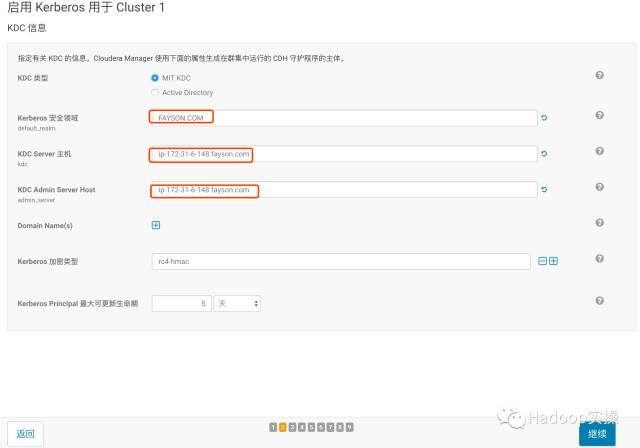 启用 Kerberos 用于 Cluster 1
KDC 信息
指定有关 KDC 的信息。Cloudera Manager 使用下面的属性生成在群集中运行的 CDH 守护程序的主体。
KDC 类型
MIT KDC
Active Directory
Kerberos 安全领域
default_realm
FAYSON.COM
KDC Server 主机
kdc
ip-172-31-6-148.fayson.com
KDC Admin Server Host
admin_server
ip-172-31-6-148.fayson.com
Domain Name(s)
Kerberos 加密类型
rc4-hmac
Kerberos Principal 最大可更新生命期
5 天
Hadoop实操
返回
1 2 3 4 5 6 7 8 9
继续